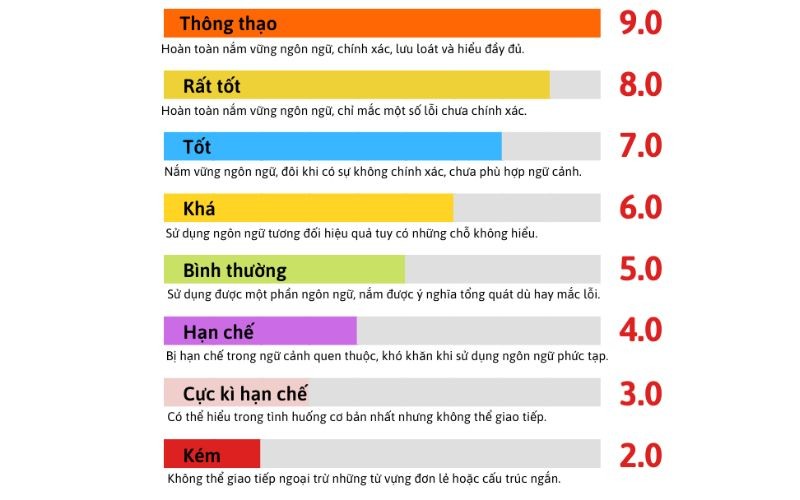 Thông thạo 9.0
Hoàn toàn nắm vững ngôn ngữ, chính xác, lưu loát và hiểu đầy đủ.
Rất tốt 8.0
Hoàn toàn nắm vững ngôn ngữ, chỉ mắc một số lỗi chưa chính xác.
Tốt 7.0
Nắm vững ngôn ngữ, đôi khi có sự không chính xác, chưa phù hợp ngữ cảnh.
Khá 6.0
Sử dụng ngôn ngữ tương đối hiệu quả tuy có những chỗ không hiểu.
Bình thường 5.0
Sử dụng được một phần ngôn ngữ, nắm được ý nghĩa tổng quát dù hay mắc lỗi.
Hạn chế 4.0
Bị hạn chế trong ngữ cảnh quen thuộc, khó khăn khi sử dụng ngôn ngữ phức tạp.
Cực kì hạn chế 3.0
Có thể hiểu trong tình huống cơ bản nhất nhưng không thể giao tiếp.
Kém 2.0
Không thể giao tiếp ngoại trừ những từ vựng đơn lẻ hoặc cấu trúc ngắn.